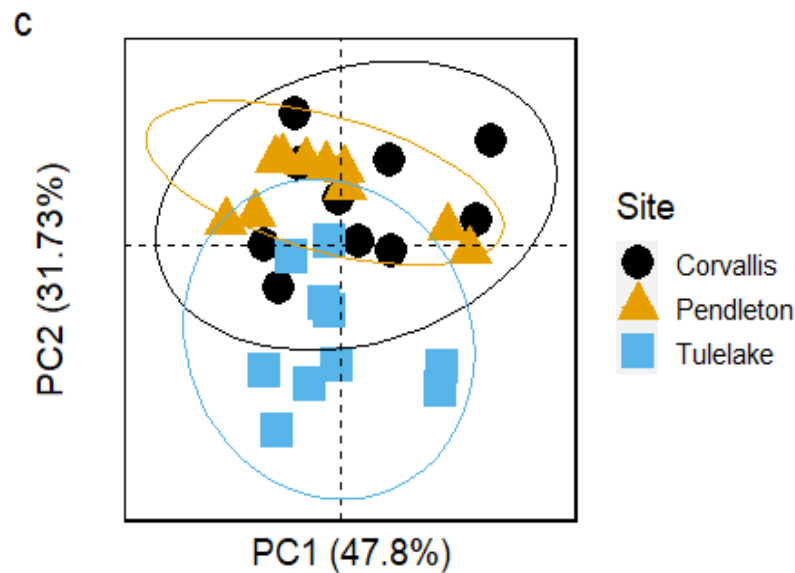 c
PC2 (31.73%)
PC1 (47.8%)
Site
Corvallis
Pendleton
Tulelake